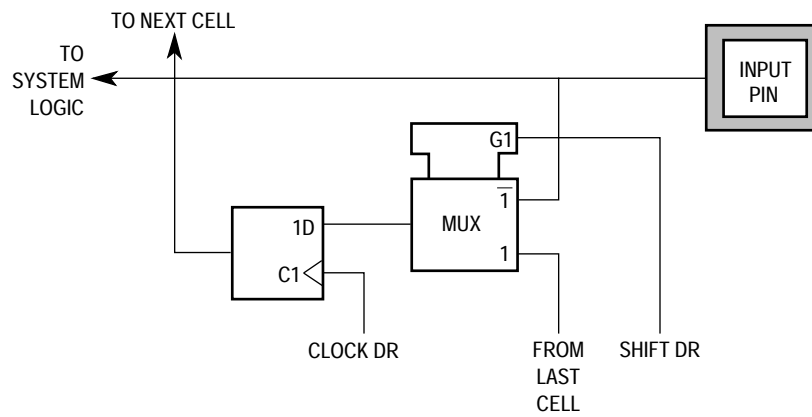 TO NEXT CELL
TO
SYSTEM
LOGIC
INPUT
PIN
G1
1̅
1D
MUX
1
C1
CLOCK DR
FROM
LAST
CELL
SHIFT DR